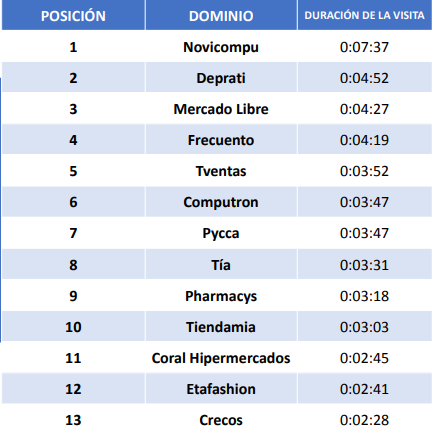 POSICIÓN DOMINIO DURACIÓN DE LA VISITA
1 Novicompu 0:07:37
2 Deprati 0:04:52
3 Mercado Libre 0:04:27
4 Frecuento 0:04:19
5 Tventas 0:03:52
6 Computron 0:03:47
7 Pycca 0:03:47
8 Tía 0:03:31
9 Pharmacys 0:03:18
10 Tiendamia 0:03:03
11 Coral Hipermercados 0:02:45
12 Etafashion 0:02:41
13 Crecos 0:02:28